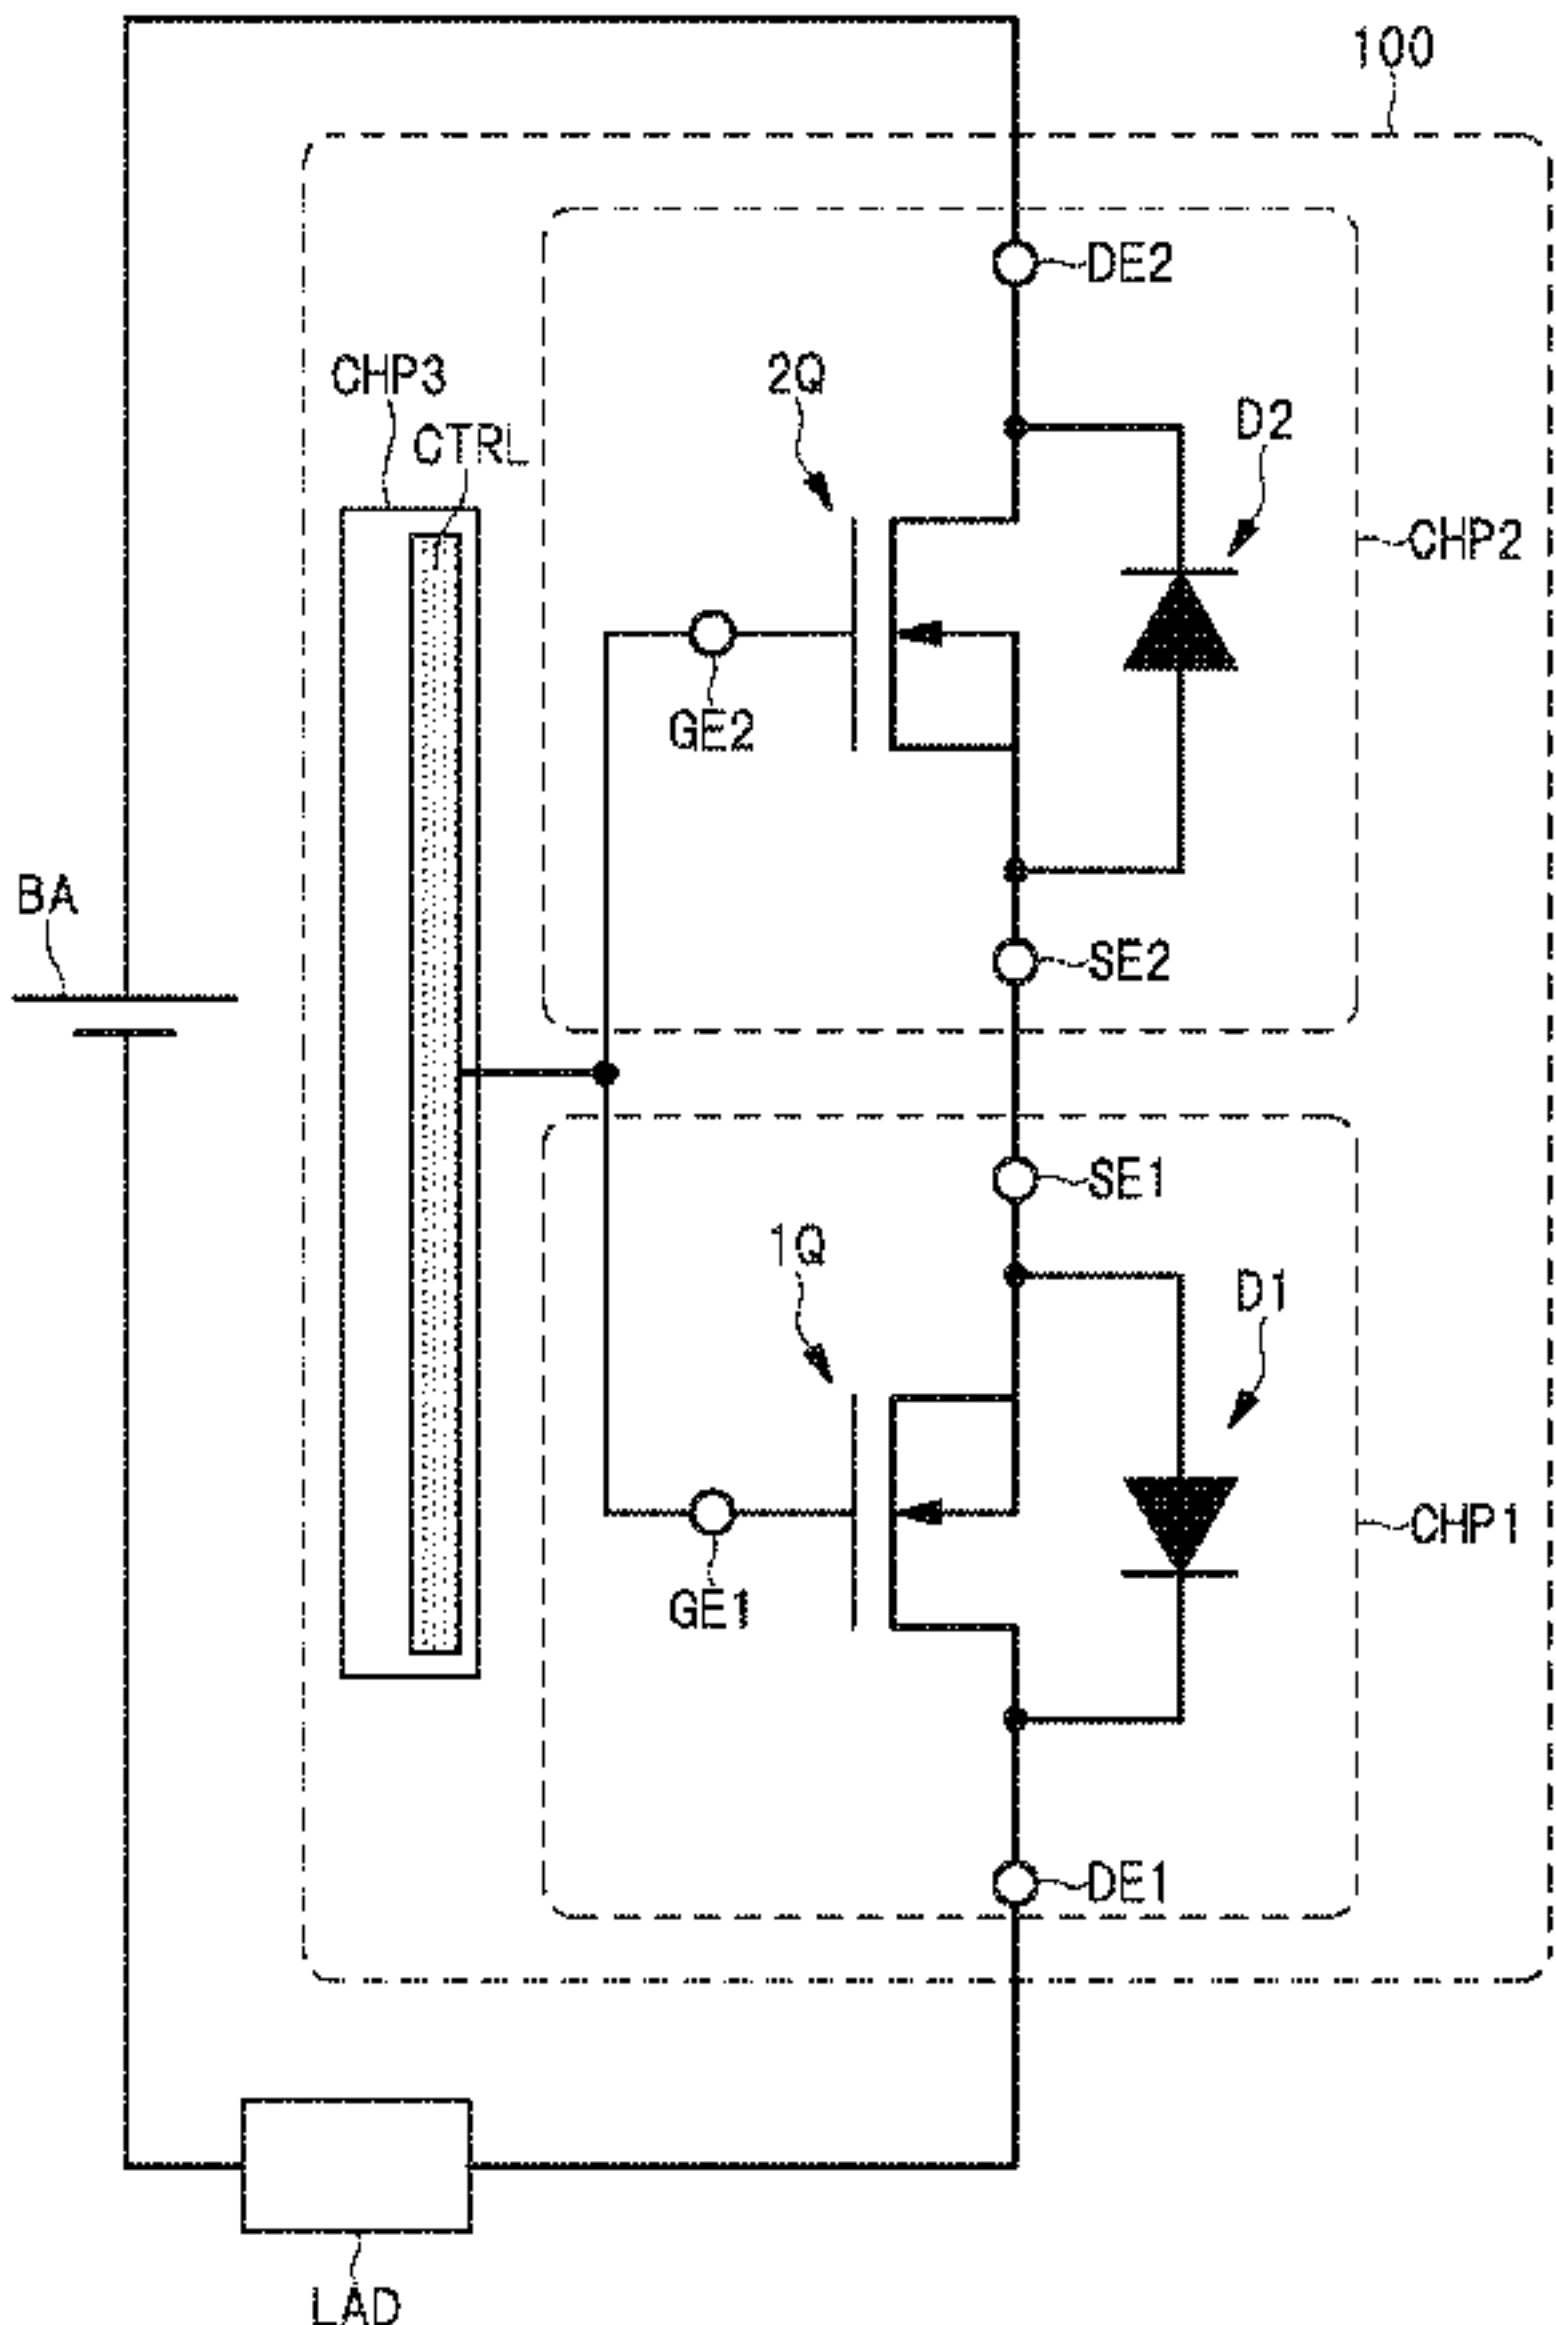 100
DE2
CHP3
2Q
CTRL
D2
CHP2
GE2
BA
SE2
SE1
1Q
D1
CHP1
GE1
DE1
LAD